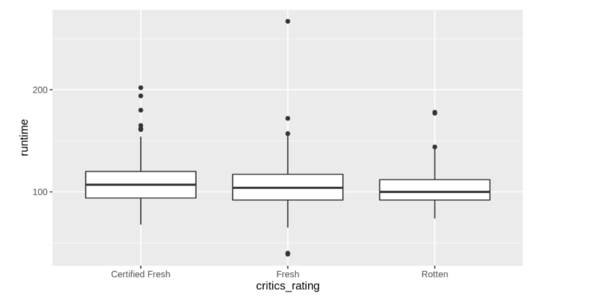 200
runtime
100
Certified Fresh Fresh Rotten
critics_rating